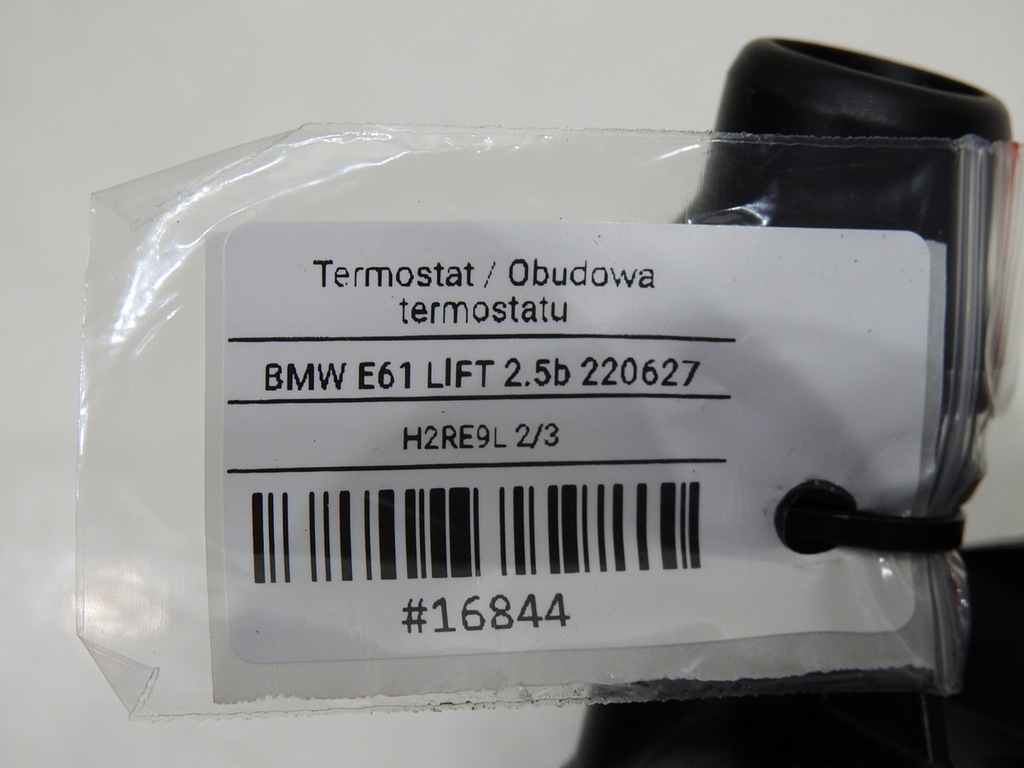 Termostat / Obudowa
termostatu
BMW E61 LIFT 2.5b 220627
H2RE9L 2/3
#16844